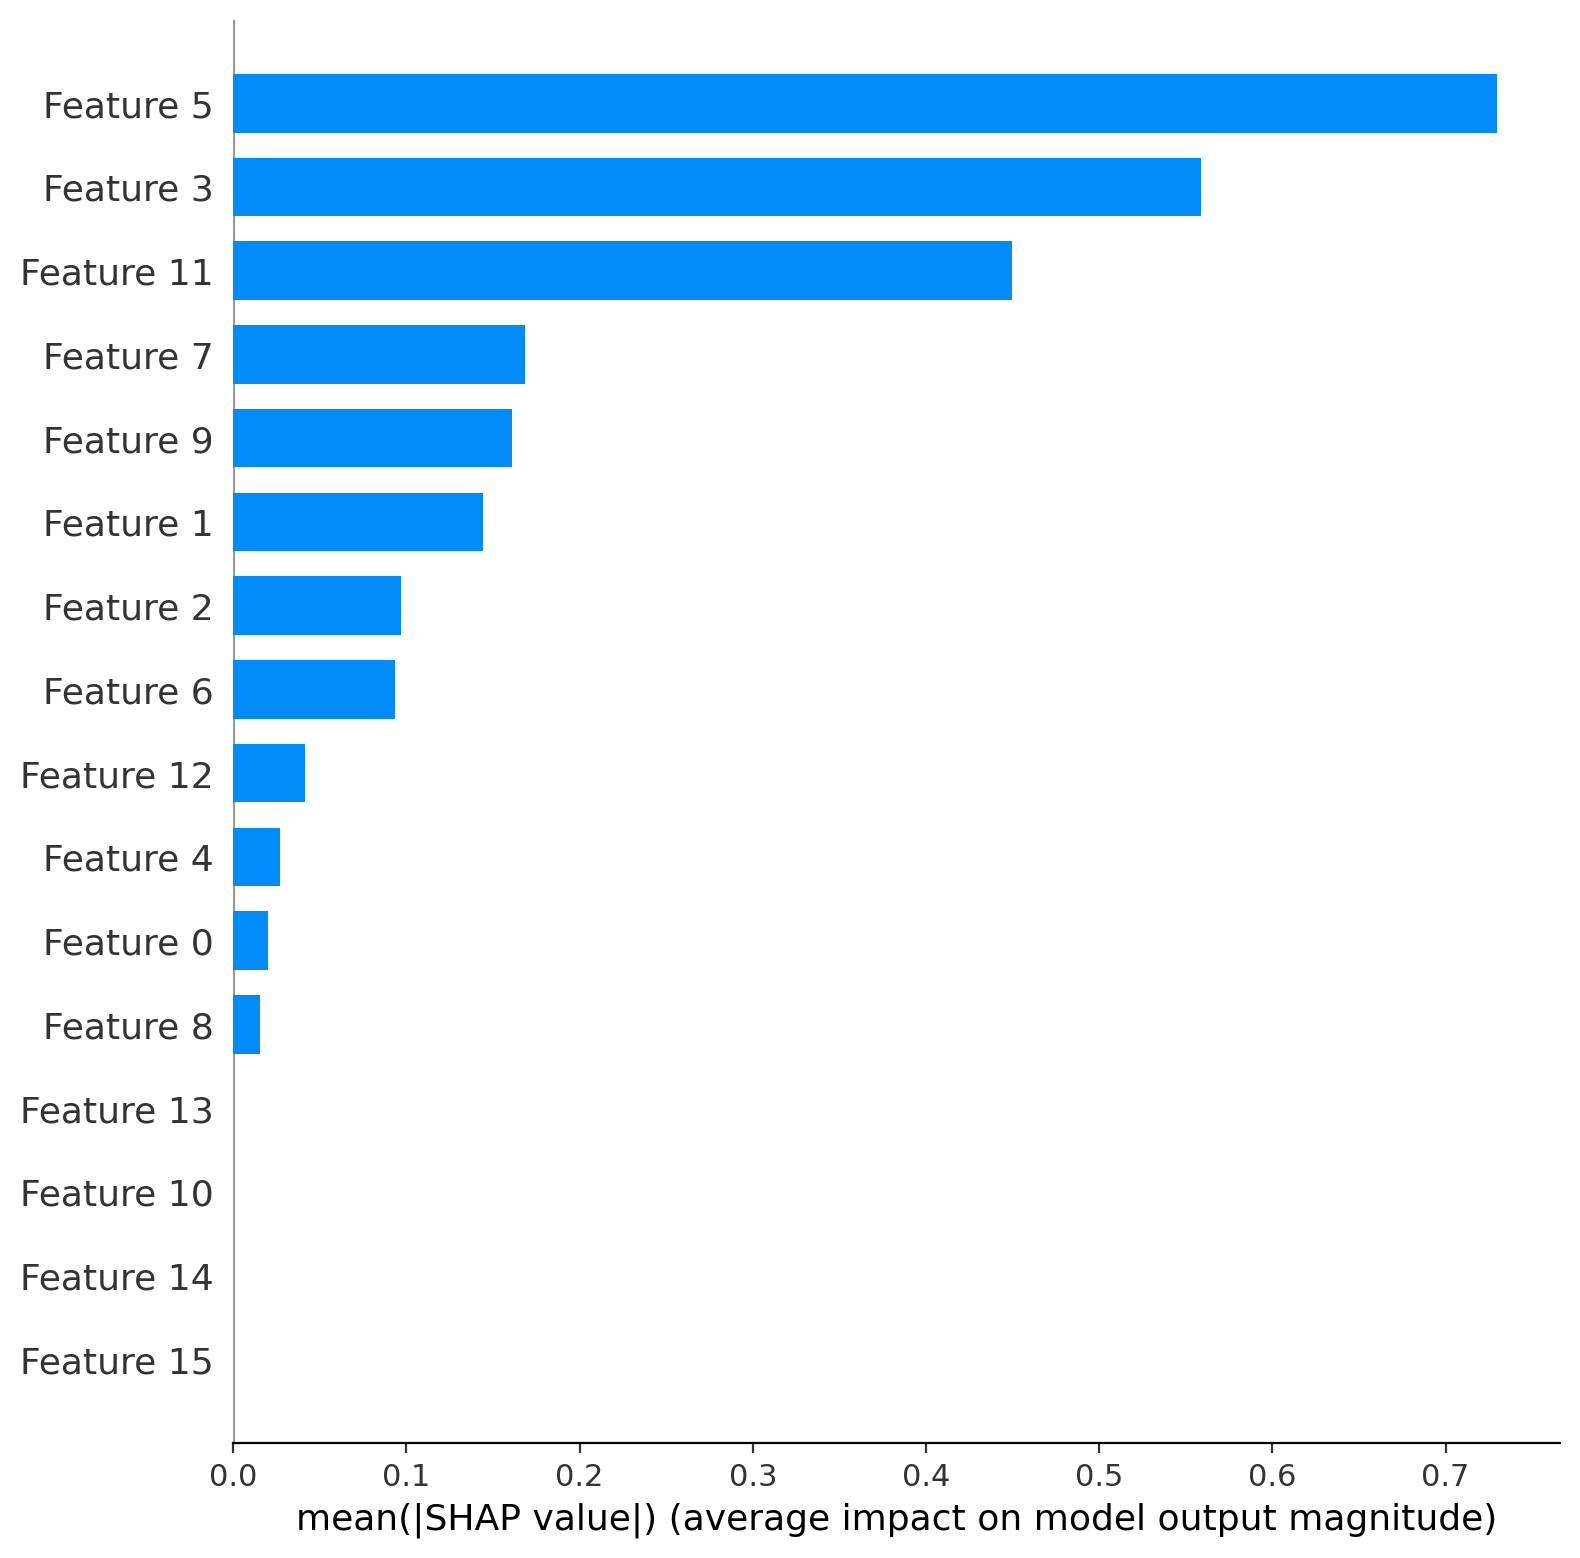 Feature 5
Feature 3
Feature 11
Feature 7
Feature 9
Feature 1
Feature 2
Feature 6
Feature 12
Feature 4
Feature 0
Feature 8
Feature 13
Feature 10
Feature 14
Feature 15
0.0 0.1 0.2 0.3 0.4 0.5 0.6 0.7
mean(|SHAP value|) (average impact on model output magnitude)